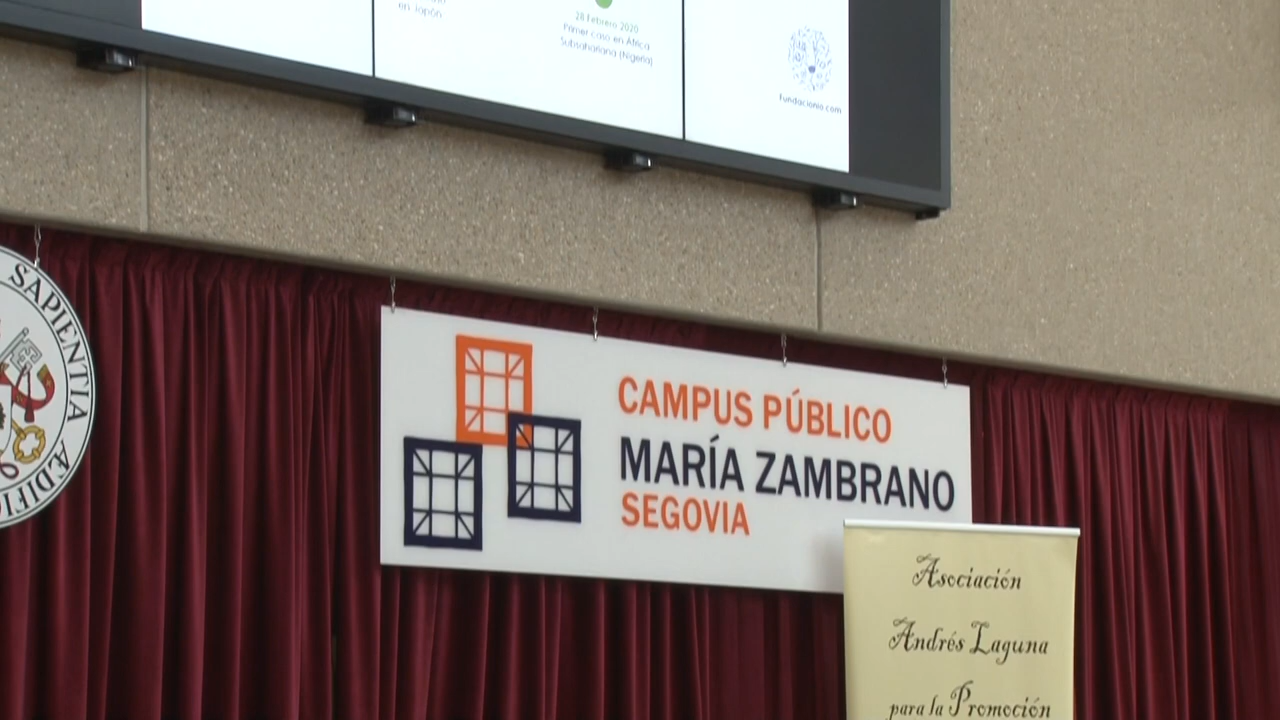 en Japón
28 Febrero 2020
Primer caso en África
Subsahariana (Nigeria)
Fundacionio.com
SAPIENTIA
CAMPUS PÚBLICO
MARÍA ZAMBRANO
SEGOVIA
Asociación
Andrés Laguna
para la Promoción